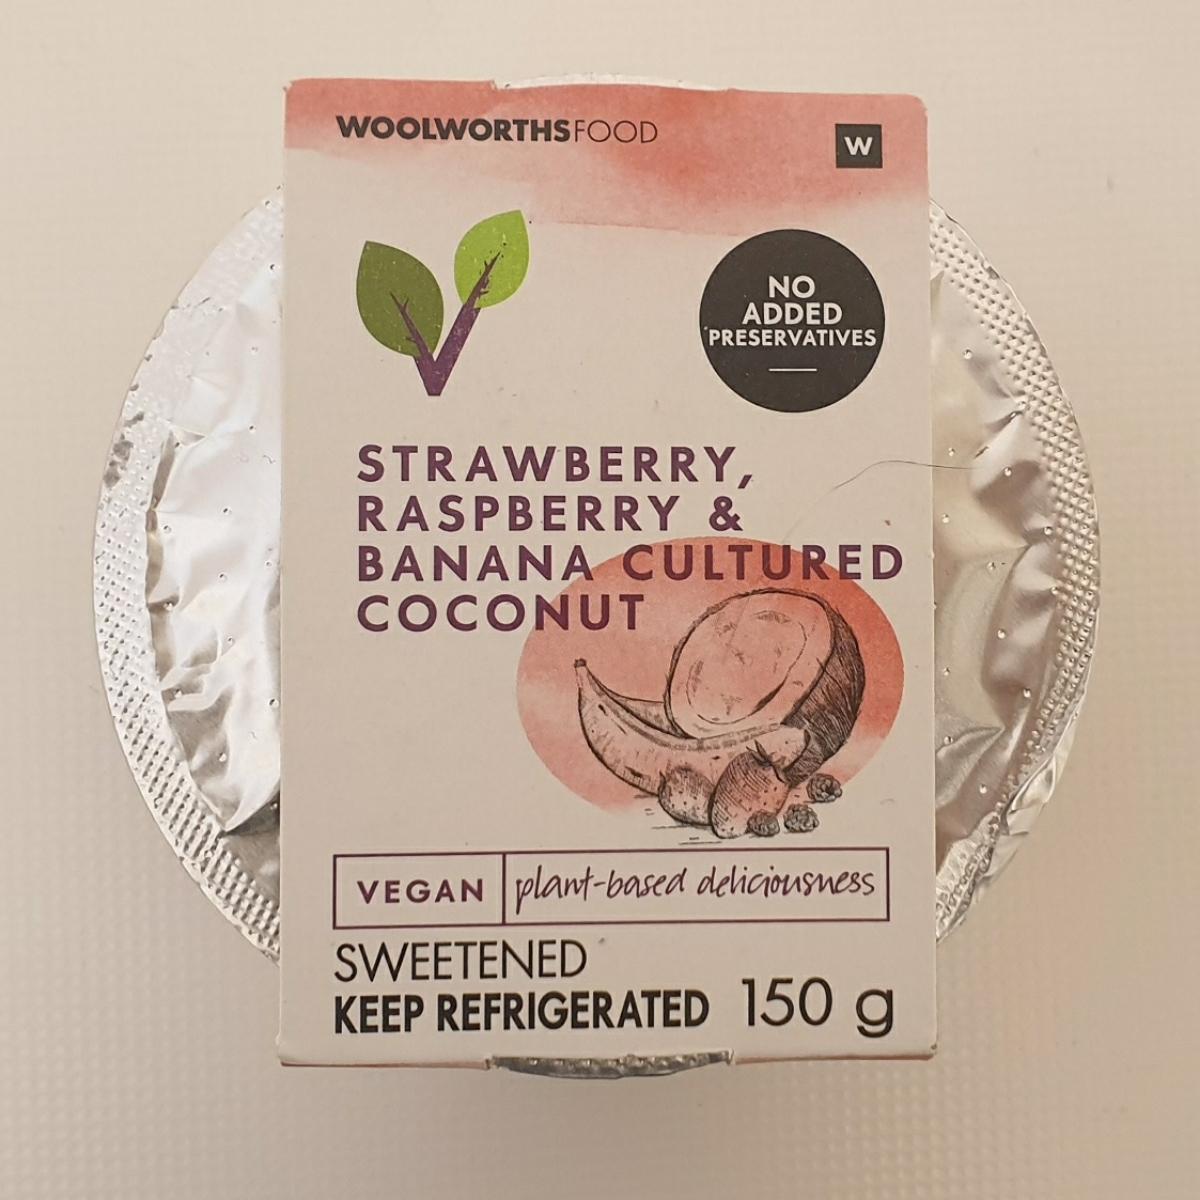 WOOLWORTHSFOOD
W
NO
ADDED
PRESERVATIVES
STRAWBERRY,
RASPBERRY &
BANANA CULTURED
COCONUT
VEGAN plant-based deliciousness
SWEETENED
KEEP REFRIGERATED 150 g